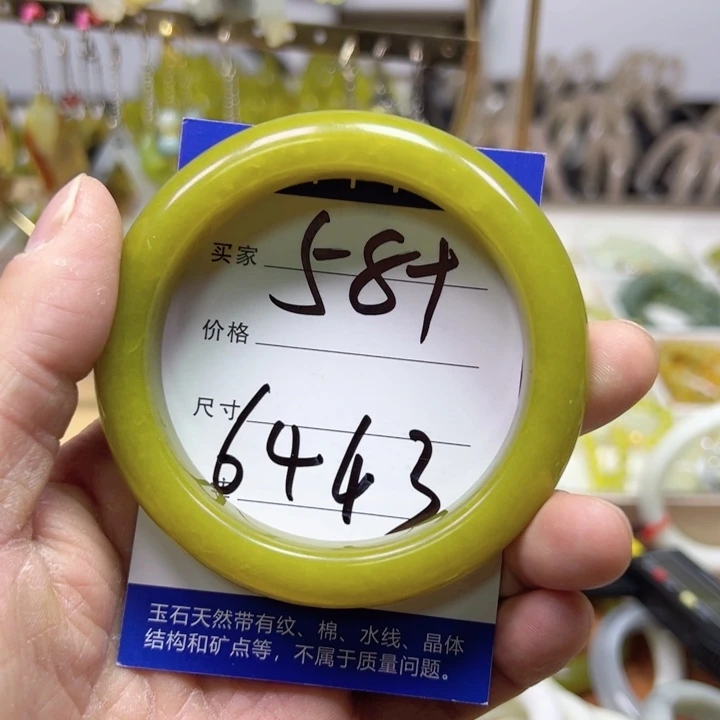 买家 58+
价格
尺寸
6443
玉石天然带有纹、棉、水线、晶体
结构和矿点等，不属于质量问题。